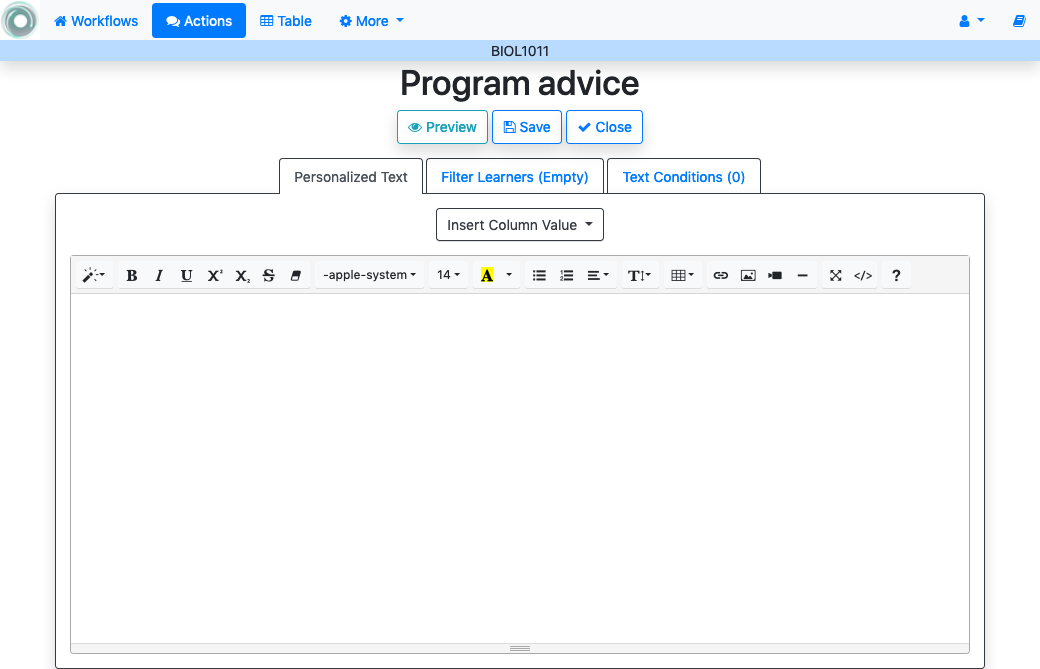 Workflows Actions Table More
BIOL1011
Program advice
Preview Save Close
Personalized Text Filter Learners (Empty) Text Conditions (0)
Insert Column Value
B I U X² X₂ S -apple-system 14 A T </> ?